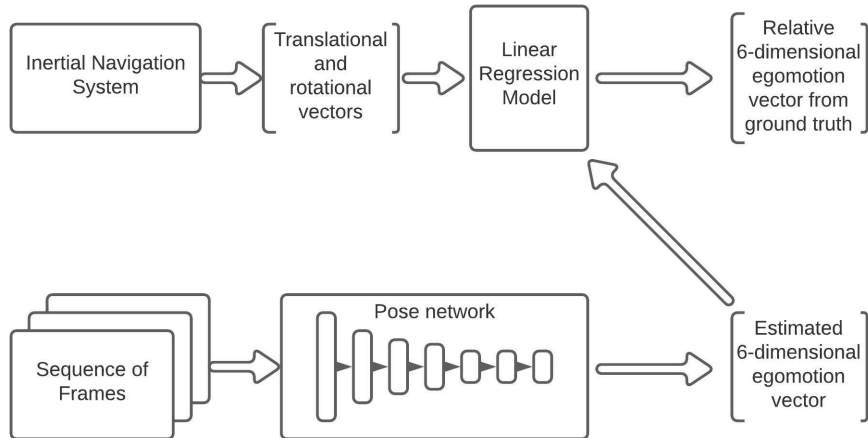 Inertial Navigation
System
Translational
and
rotational
vectors
Linear
Regression
Model
Relative
6-dimensional
egomotion
vector from
ground truth
Sequence of
Frames
Pose network
Estimated
6-dimensional
egomotion
vector